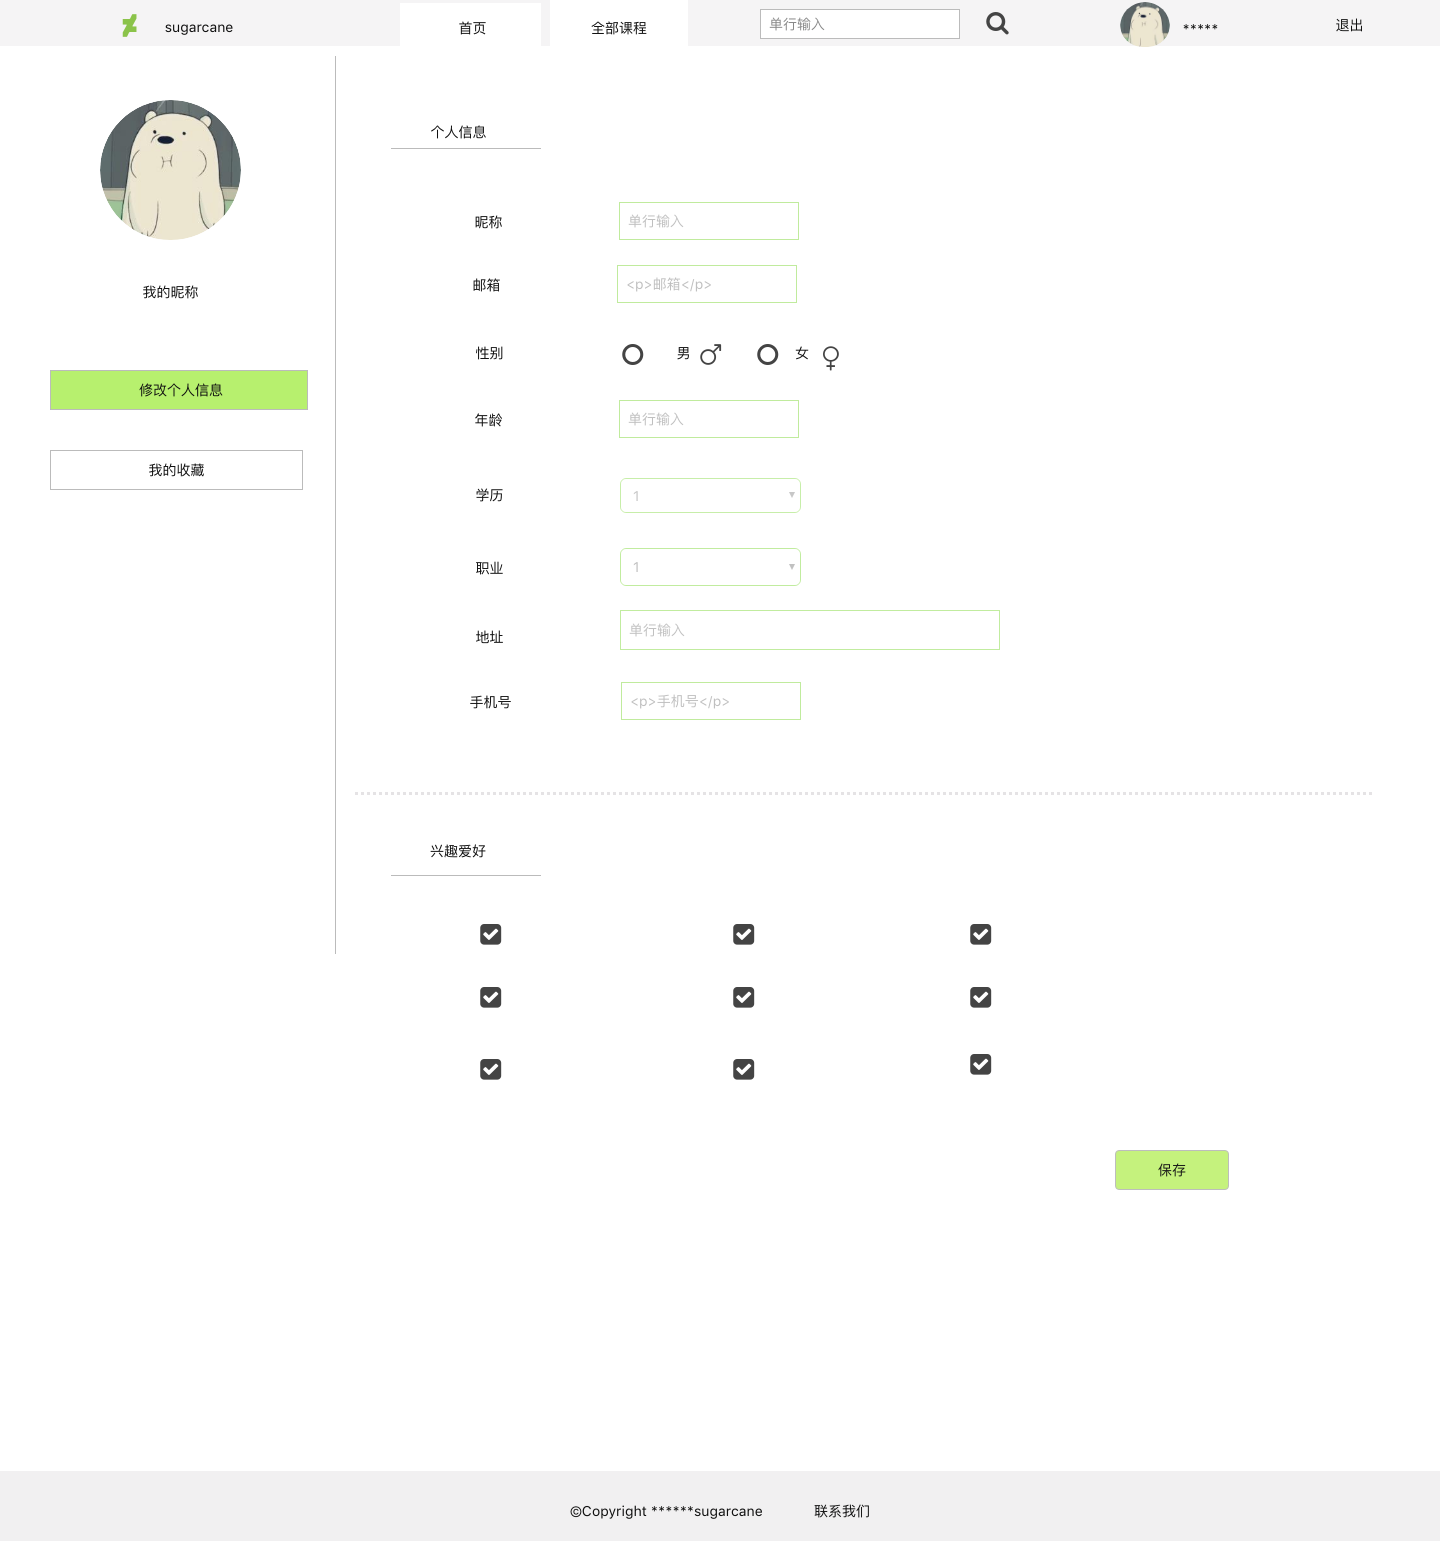 sugarcane
首页
全部课程
单行输入
*****
退出
我的昵称
修改个人信息
我的收藏
个人信息
昵称
单行输入
邮箱
<p>邮箱</p>
性别
男
女
年龄
单行输入
学历
1
职业
1
地址
单行输入
手机号
<p>手机号</p>
兴趣爱好
保存
©Copyright ******sugarcane
联系我们